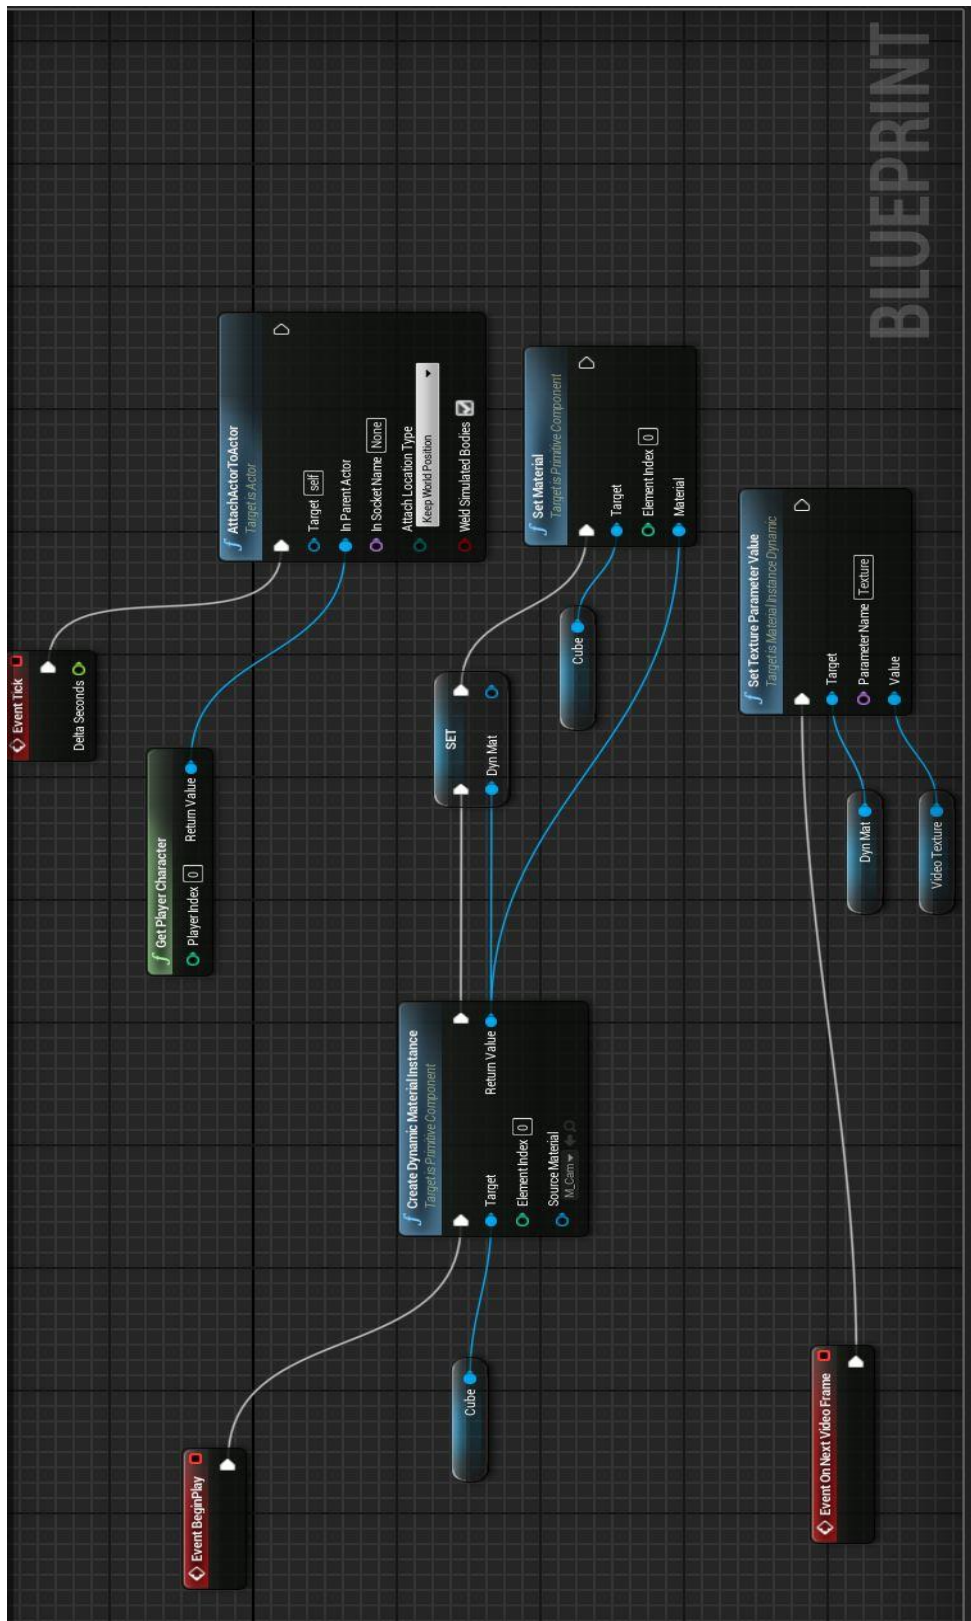 Event Tick
Delta Seconds
Get Player Character
Player Index 0
Return Value
AttachActorToActor
Target is Actor
Target self
In Parent Actor
In Socket Name None
Attach Location Type
Keep World Position
Weld Simulated Bodies
Event BeginPlay
Cube
Create Dynamic Material Instance
Target is Primitive Component
Target
Return Value
Element Index 0
Source Material
M_Cam
SET
Dyn Mat
Cube
Set Material
Target is Primitive Component
Target
Element Index 0
Material
Event On Next Video Frame
Dyn Mat
Video Texture
Set Texture Parameter Value
Target is Material Instance Dynamic
Target
Parameter Name Texture
Value
BLUEPRINT